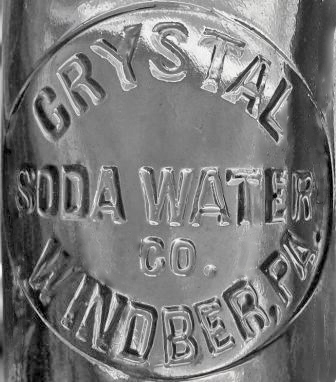 CRYSTAL
SODA WATER
CO.
WINDBER, PA.